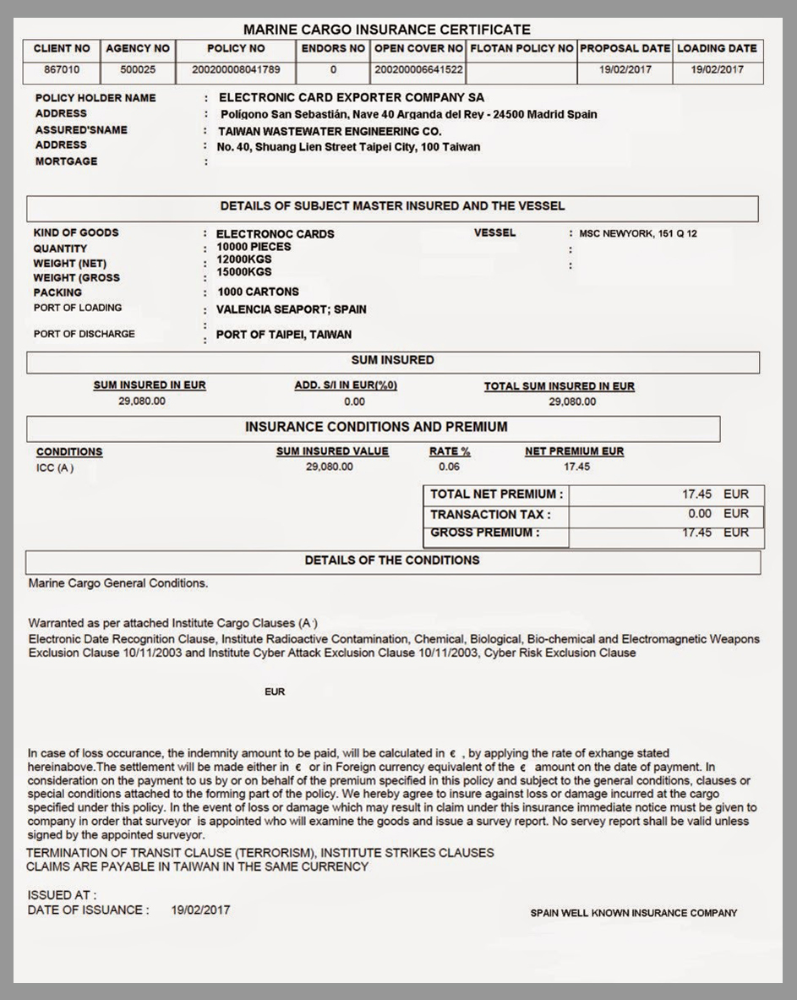 MARINE CARGO INSURANCE CERTIFICATE
CLIENT NO AGENCY NO POLICY NO ENDORS NO OPEN COVER NO FLOTAN POLICY NO PROPOSAL DATE LOADING DATE
867010 500025 200200008041789 0 200200006641522 19/02/2017 19/02/2017
POLICY HOLDER NAME : ELECTRONIC CARD EXPORTER COMPANY SA
ADDRESS : Polígono San Sebastián, Nave 40 Arganda del Rey - 24500 Madrid Spain
ASSURED'SNAME : TAIWAN WASTEWATER ENGINEERING CO.
ADDRESS : No. 40, Shuang Lien Street Taipei City, 100 Taiwan
MORTGAGE :
DETAILS OF SUBJECT MASTER INSURED AND THE VESSEL
KIND OF GOODS : ELECTRONOC CARDS VESSEL : MSC NEWYORK, 151 Q 12
QUANTITY : 10000 PIECES :
WEIGHT (NET) : 12000KGS :
WEIGHT (GROSS : 15000KGS
PACKING : 1000 CARTONS
PORT OF LOADING : VALENCIA SEAPORT; SPAIN
:
PORT OF DISCHARGE : PORT OF TAIPEI, TAIWAN
SUM INSURED
SUM INSURED IN EUR ADD. S/I IN EUR(%0) TOTAL SUM INSURED IN EUR
29,080.00 0.00 29,080.00
INSURANCE CONDITIONS AND PREMIUM
CONDITIONS SUM INSURED VALUE RATE % NET PREMIUM EUR
ICC (A ) 29,080.00 0.06 17.45
TOTAL NET PREMIUM : 17.45 EUR
TRANSACTION TAX : 0.00 EUR
GROSS PREMIUM : 17.45 EUR
DETAILS OF THE CONDITIONS
Marine Cargo General Conditions.
Warranted as per attached Institute Cargo Clauses (A )
Electronic Date Recognition Clause, Institute Radioactive Contamination, Chemical, Biological, Bio-chemical and Electromagnetic Weapons
Exclusion Clause 10/11/2003 and Institute Cyber Attack Exclusion Clause 10/11/2003, Cyber Risk Exclusion Clause
EUR
In case of loss occurance, the indemnity amount to be paid, will be calculated in € , by applying the rate of exhange stated
hereinabove.The settlement will be made either in € or in Foreign currency equivalent of the € amount on the date of payment. In
consideration on the payment to us by or on behalf of the premium specified in this policy and subject to the general conditions, clauses or
special conditions attached to the forming part of the policy. We hereby agree to insure against loss or damage incurred at the cargo
specified under this policy. In the event of loss or damage which may result in claim under this insurance immediate notice must be given to
company in order that surveyor is appointed who will examine the goods and issue a survey report. No servey report shall be valid unless
signed by the appointed surveyor.
TERMINATION OF TRANSIT CLAUSE (TERRORISM), INSTITUTE STRIKES CLAUSES
CLAIMS ARE PAYABLE IN TAIWAN IN THE SAME CURRENCY
ISSUED AT :
DATE OF ISSUANCE : 19/02/2017
SPAIN WELL KNOWN INSURANCE COMPANY